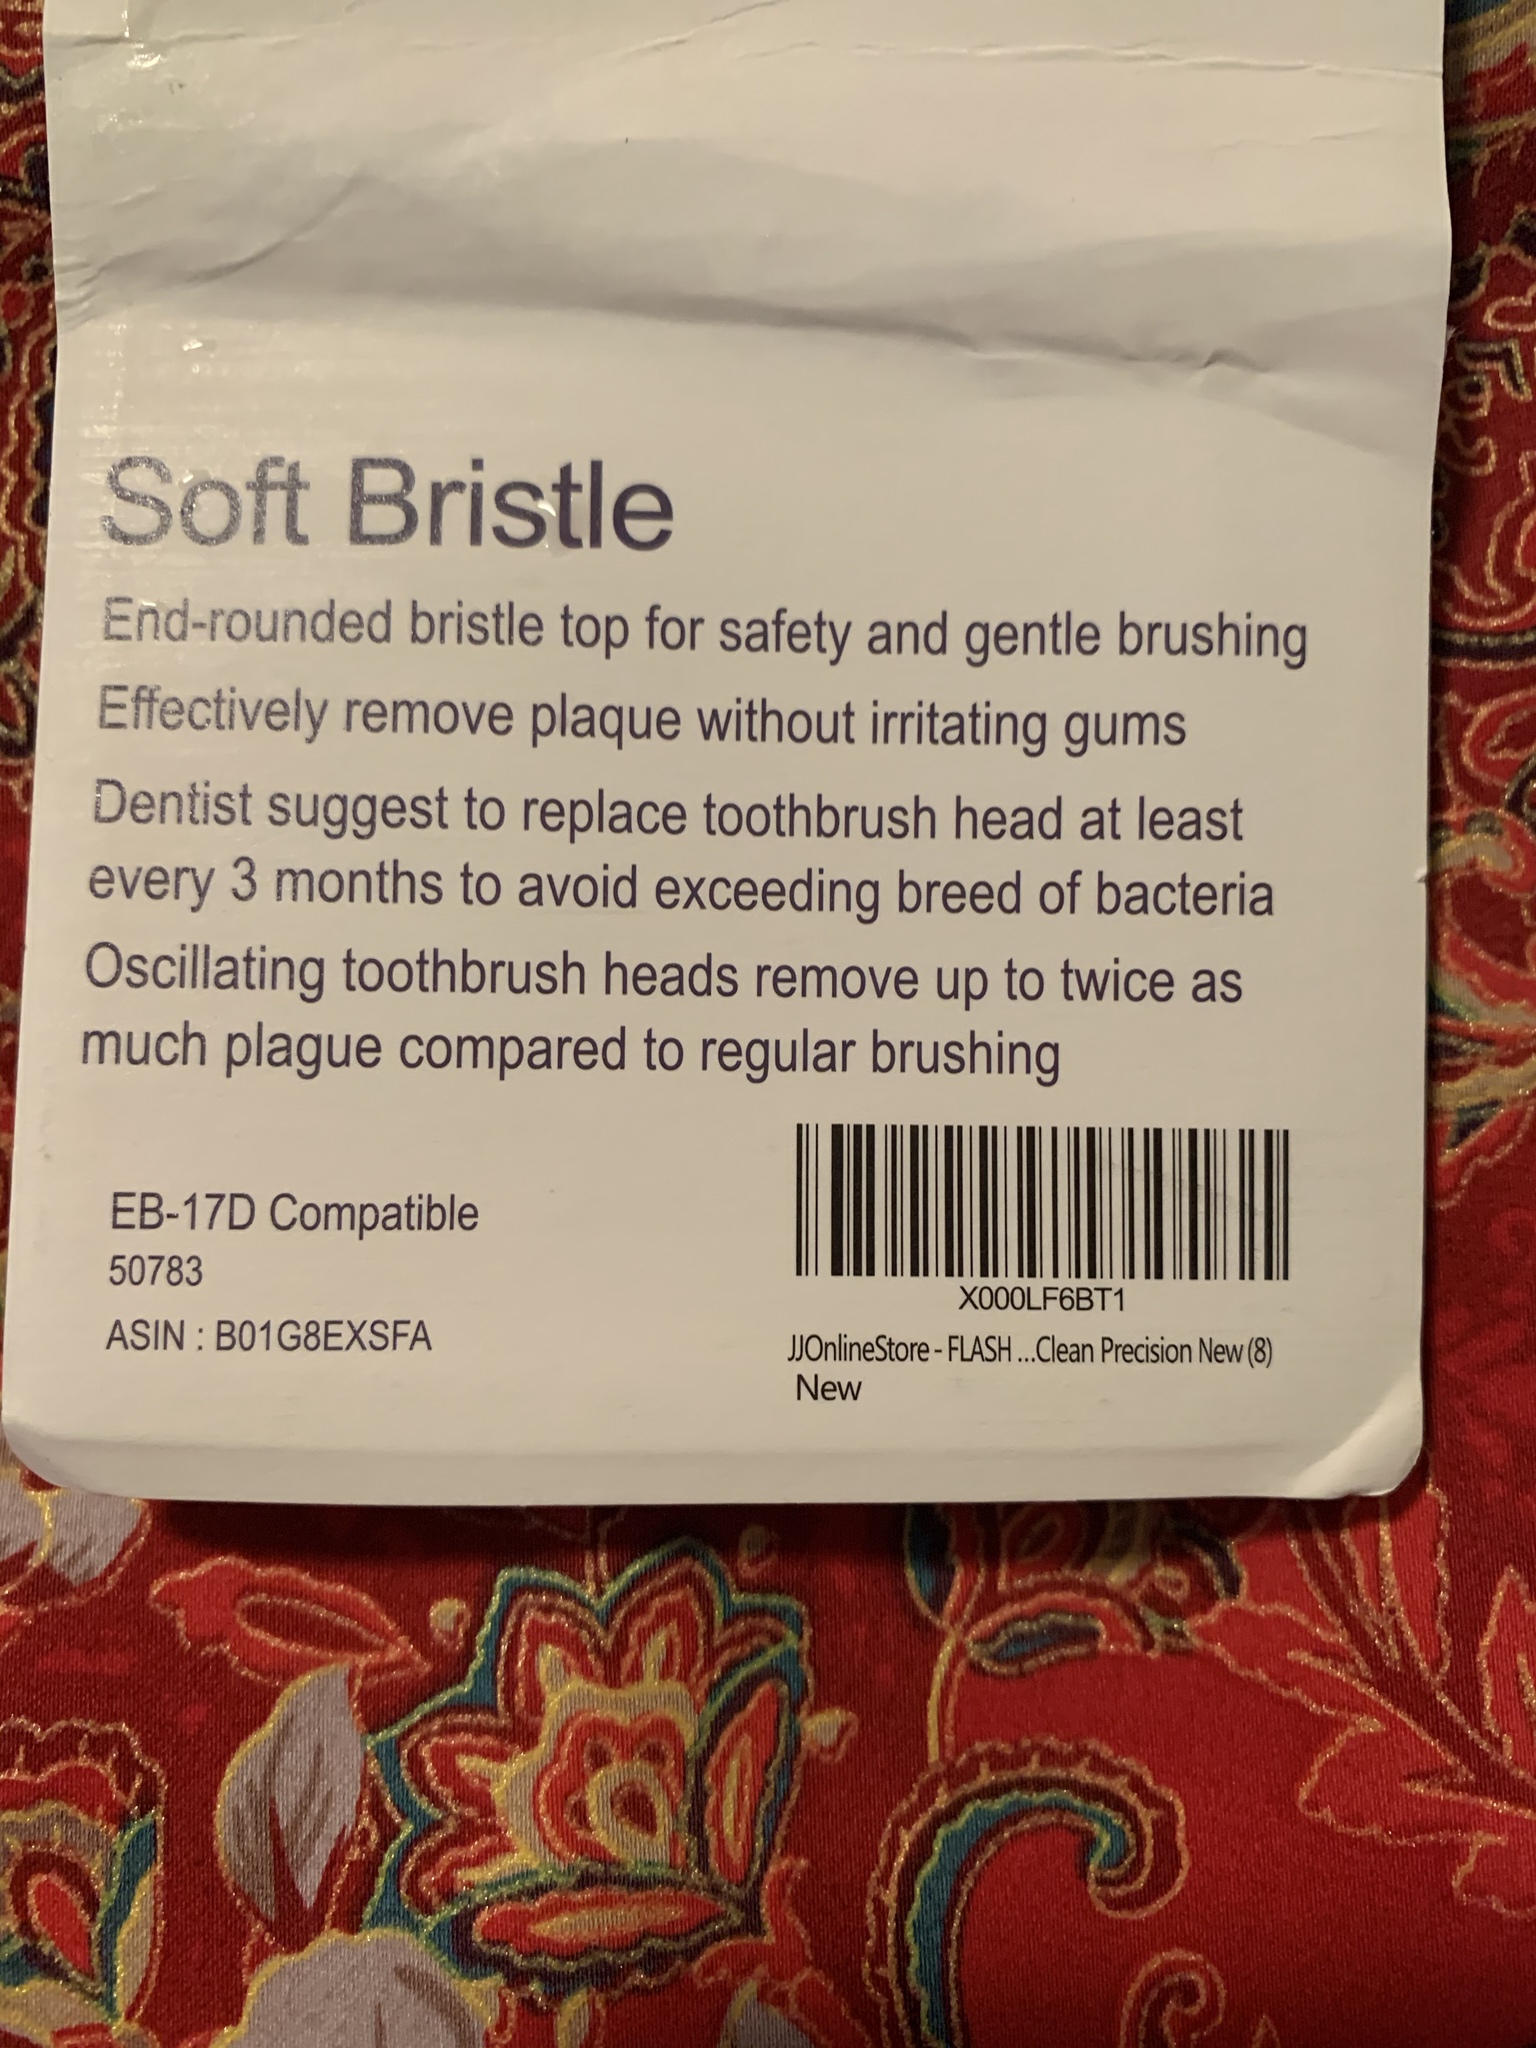 Soft Bristle
End-rounded bristle top for safety and gentle brushing
Effectively remove plaque without irritating gums
Dentist suggest to replace toothbrush head at least
every 3 months to avoid exceeding breed of bacteria
Oscillating toothbrush heads remove up to twice as
much plague compared to regular brushing
EB-17D Compatible
50783
ASIN : B01G8EXSFA
X000LF6BT1
JJOnlineStore - FLASH ...Clean Precision New (8)
New